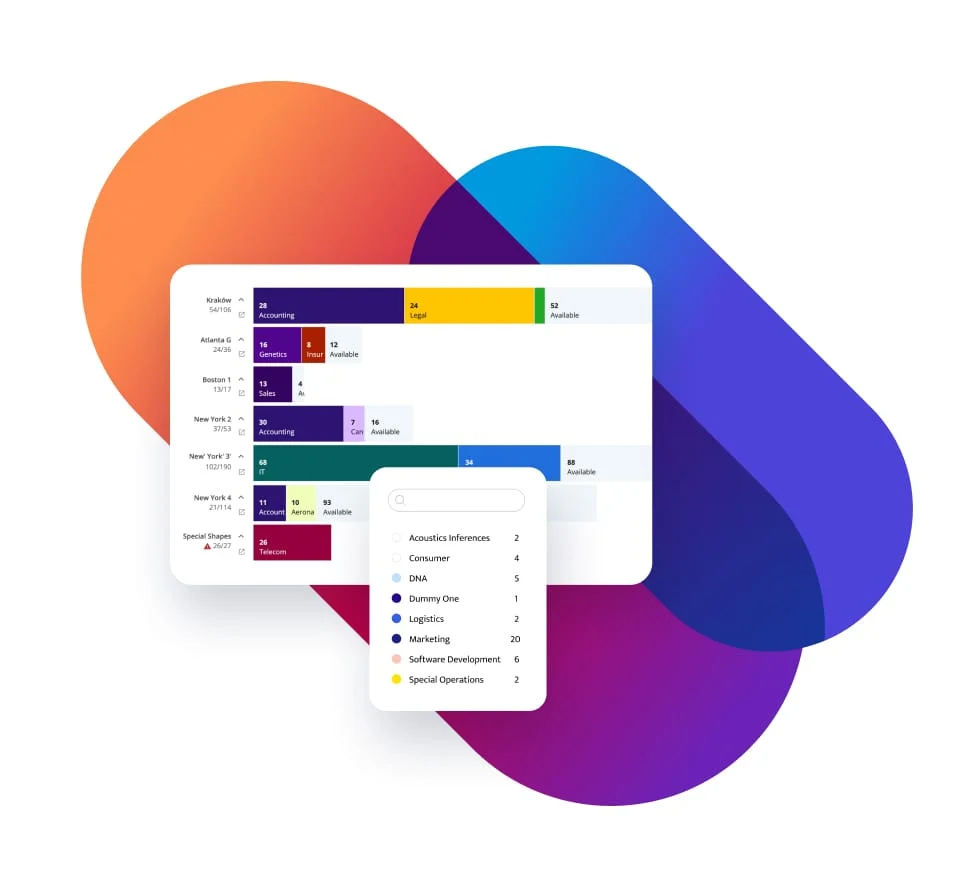 Kraków
54/106
28
Accounting
24
Legal
52
Available
Atlanta G
24/36
16
Genetics
8
Insur
12
Available
Boston 1
13/17
13
Sales
4
New York 2
37/53
30
Accounting
7
Can
16
Available
New' York' 3'
102/190
68
IT
34
88
Available
New York 4
21/114
11
Account
10
Aerona
93
Available
Special Shapes
26/27
26
Telecom
Acoustics Inferences 2
Consumer 4
DNA 5
Dummy One 1
Logistics 2
Marketing 20
Software Development 6
Special Operations 2